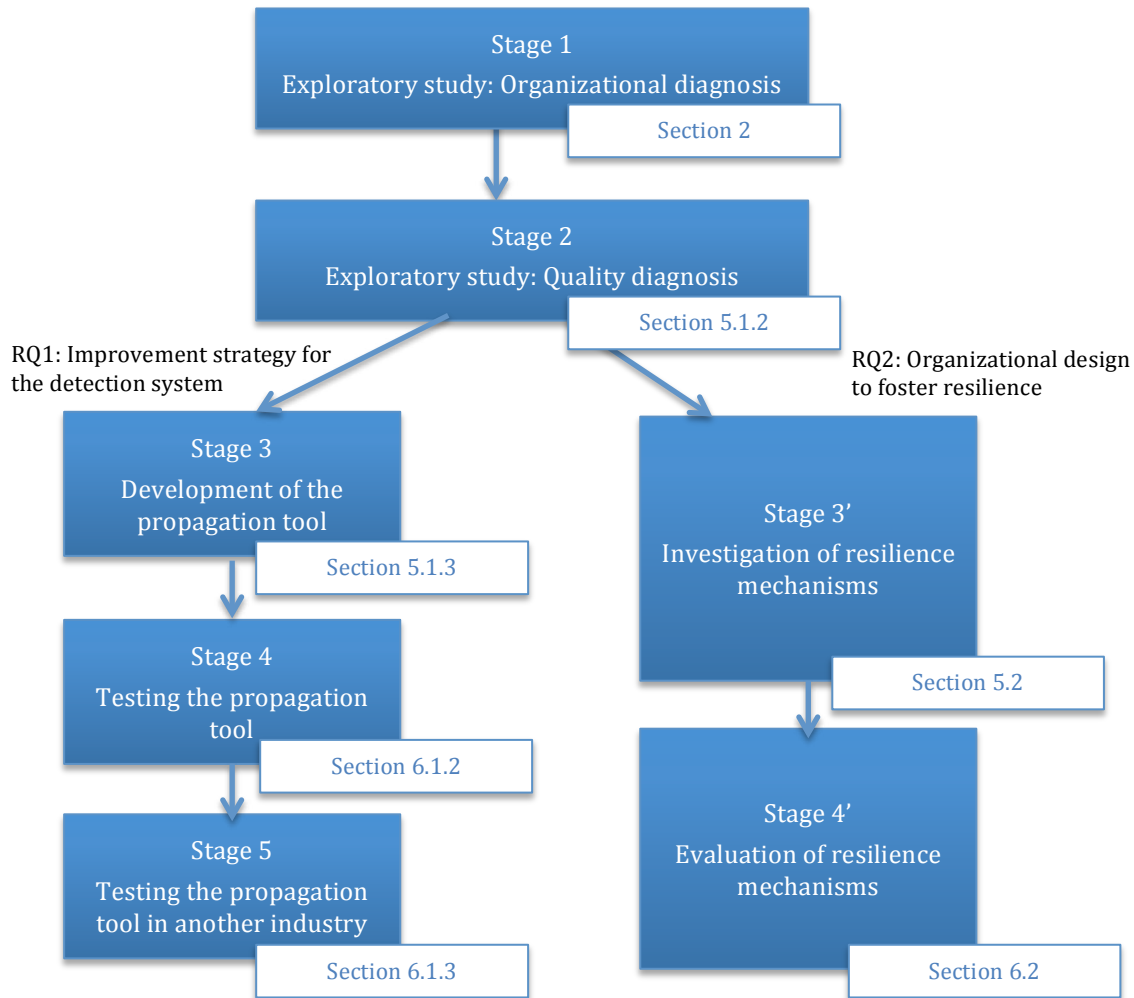 Stage 1
Exploratory study: Organizational diagnosis
Section 2
Stage 2
Exploratory study: Quality diagnosis
Section 5.1.2
RQ1: Improvement strategy for
the detection system
RQ2: Organizational design
to foster resilience
Stage 3
Development of the
propagation tool
Section 5.1.3
Stage 4
Testing the propagation
tool
Section 6.1.2
Stage 5
Testing the propagation
tool in another industry
Section 6.1.3
Stage 3’
Investigation of resilience
mechanisms
Section 5.2
Stage 4’
Evaluation of resilience
mechanisms
Section 6.2